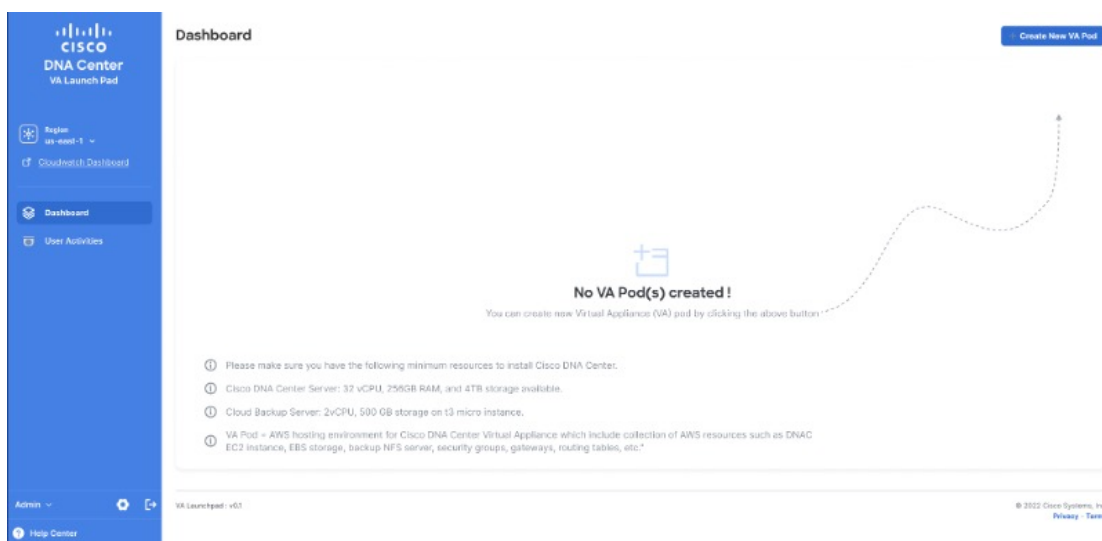 CISCO
DNA Center
VA Launch Pad
Region
us-east-1
Cloudwatch Dashboard
Dashboard
User Activities
Admin
Help Center
Dashboard
Create New VA Pod
No VA Pod(s) created !
You can create new Virtual Appliance (VA) pod by clicking the above button
Please make sure you have the following minimum resources to install Cisco DNA Center.
Cisco DNA Center Server: 32 vCPU, 256GB RAM, and 4TB storage available.
Cloud Backup Server: 2vCPU, 500 GB storage on t3 micro instance.
VA Pod = AWS hosting environment for Cisco DNA Center Virtual Appliance which include collection of AWS resources such as DNAC
EC2 instance, EBS storage, backup NFS server, security groups, gateways, routing tables, etc."
VA Launchpad : v0.1
© 2022 Cisco Systems, In
Privacy - Term